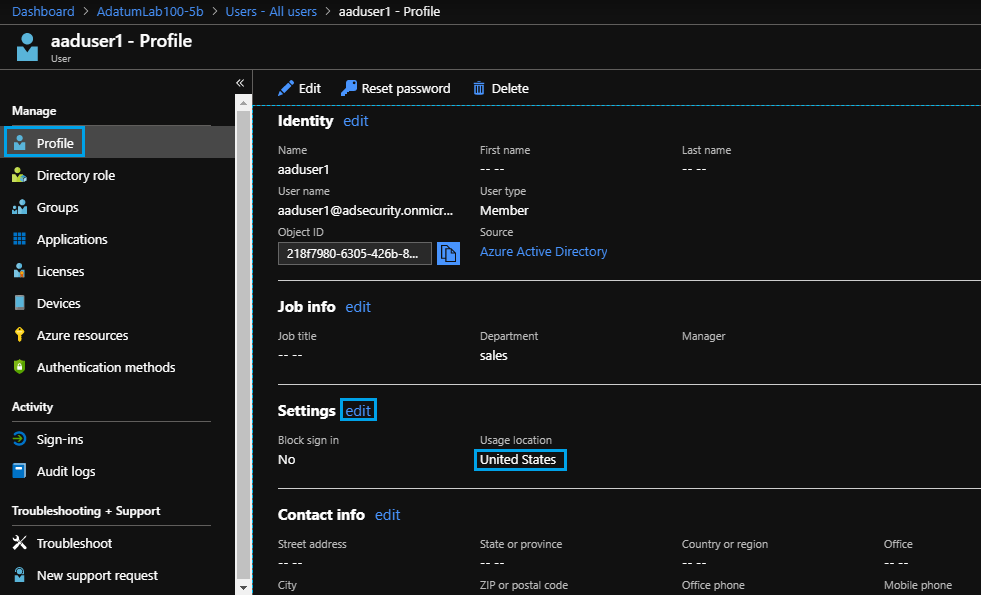 Dashboard > AdatumLab100-5b > Users - All users > aaduser1 - Profile
aaduser1 - Profile
User
«
Manage
Profile
Directory role
Groups
Applications
Licenses
Devices
Azure resources
Authentication methods
Activity
Sign-ins
Audit logs
Troubleshooting + Support
Troubleshoot
New support request
Edit Reset password Delete
Identity edit
Name First name Last name
aaduser1 -- -- -- --
User name User type
aaduser1@adsecurity.onmicr... Member
Object ID Source
218f7980-6305-426b-8... Azure Active Directory
Job info edit
Job title Department Manager
-- -- sales
Settings edit
Block sign in Usage location
No United States
Contact info edit
Street address State or province Country or region Office
-- -- -- -- -- -- -- --
City ZIP or postal code Office phone Mobile phone